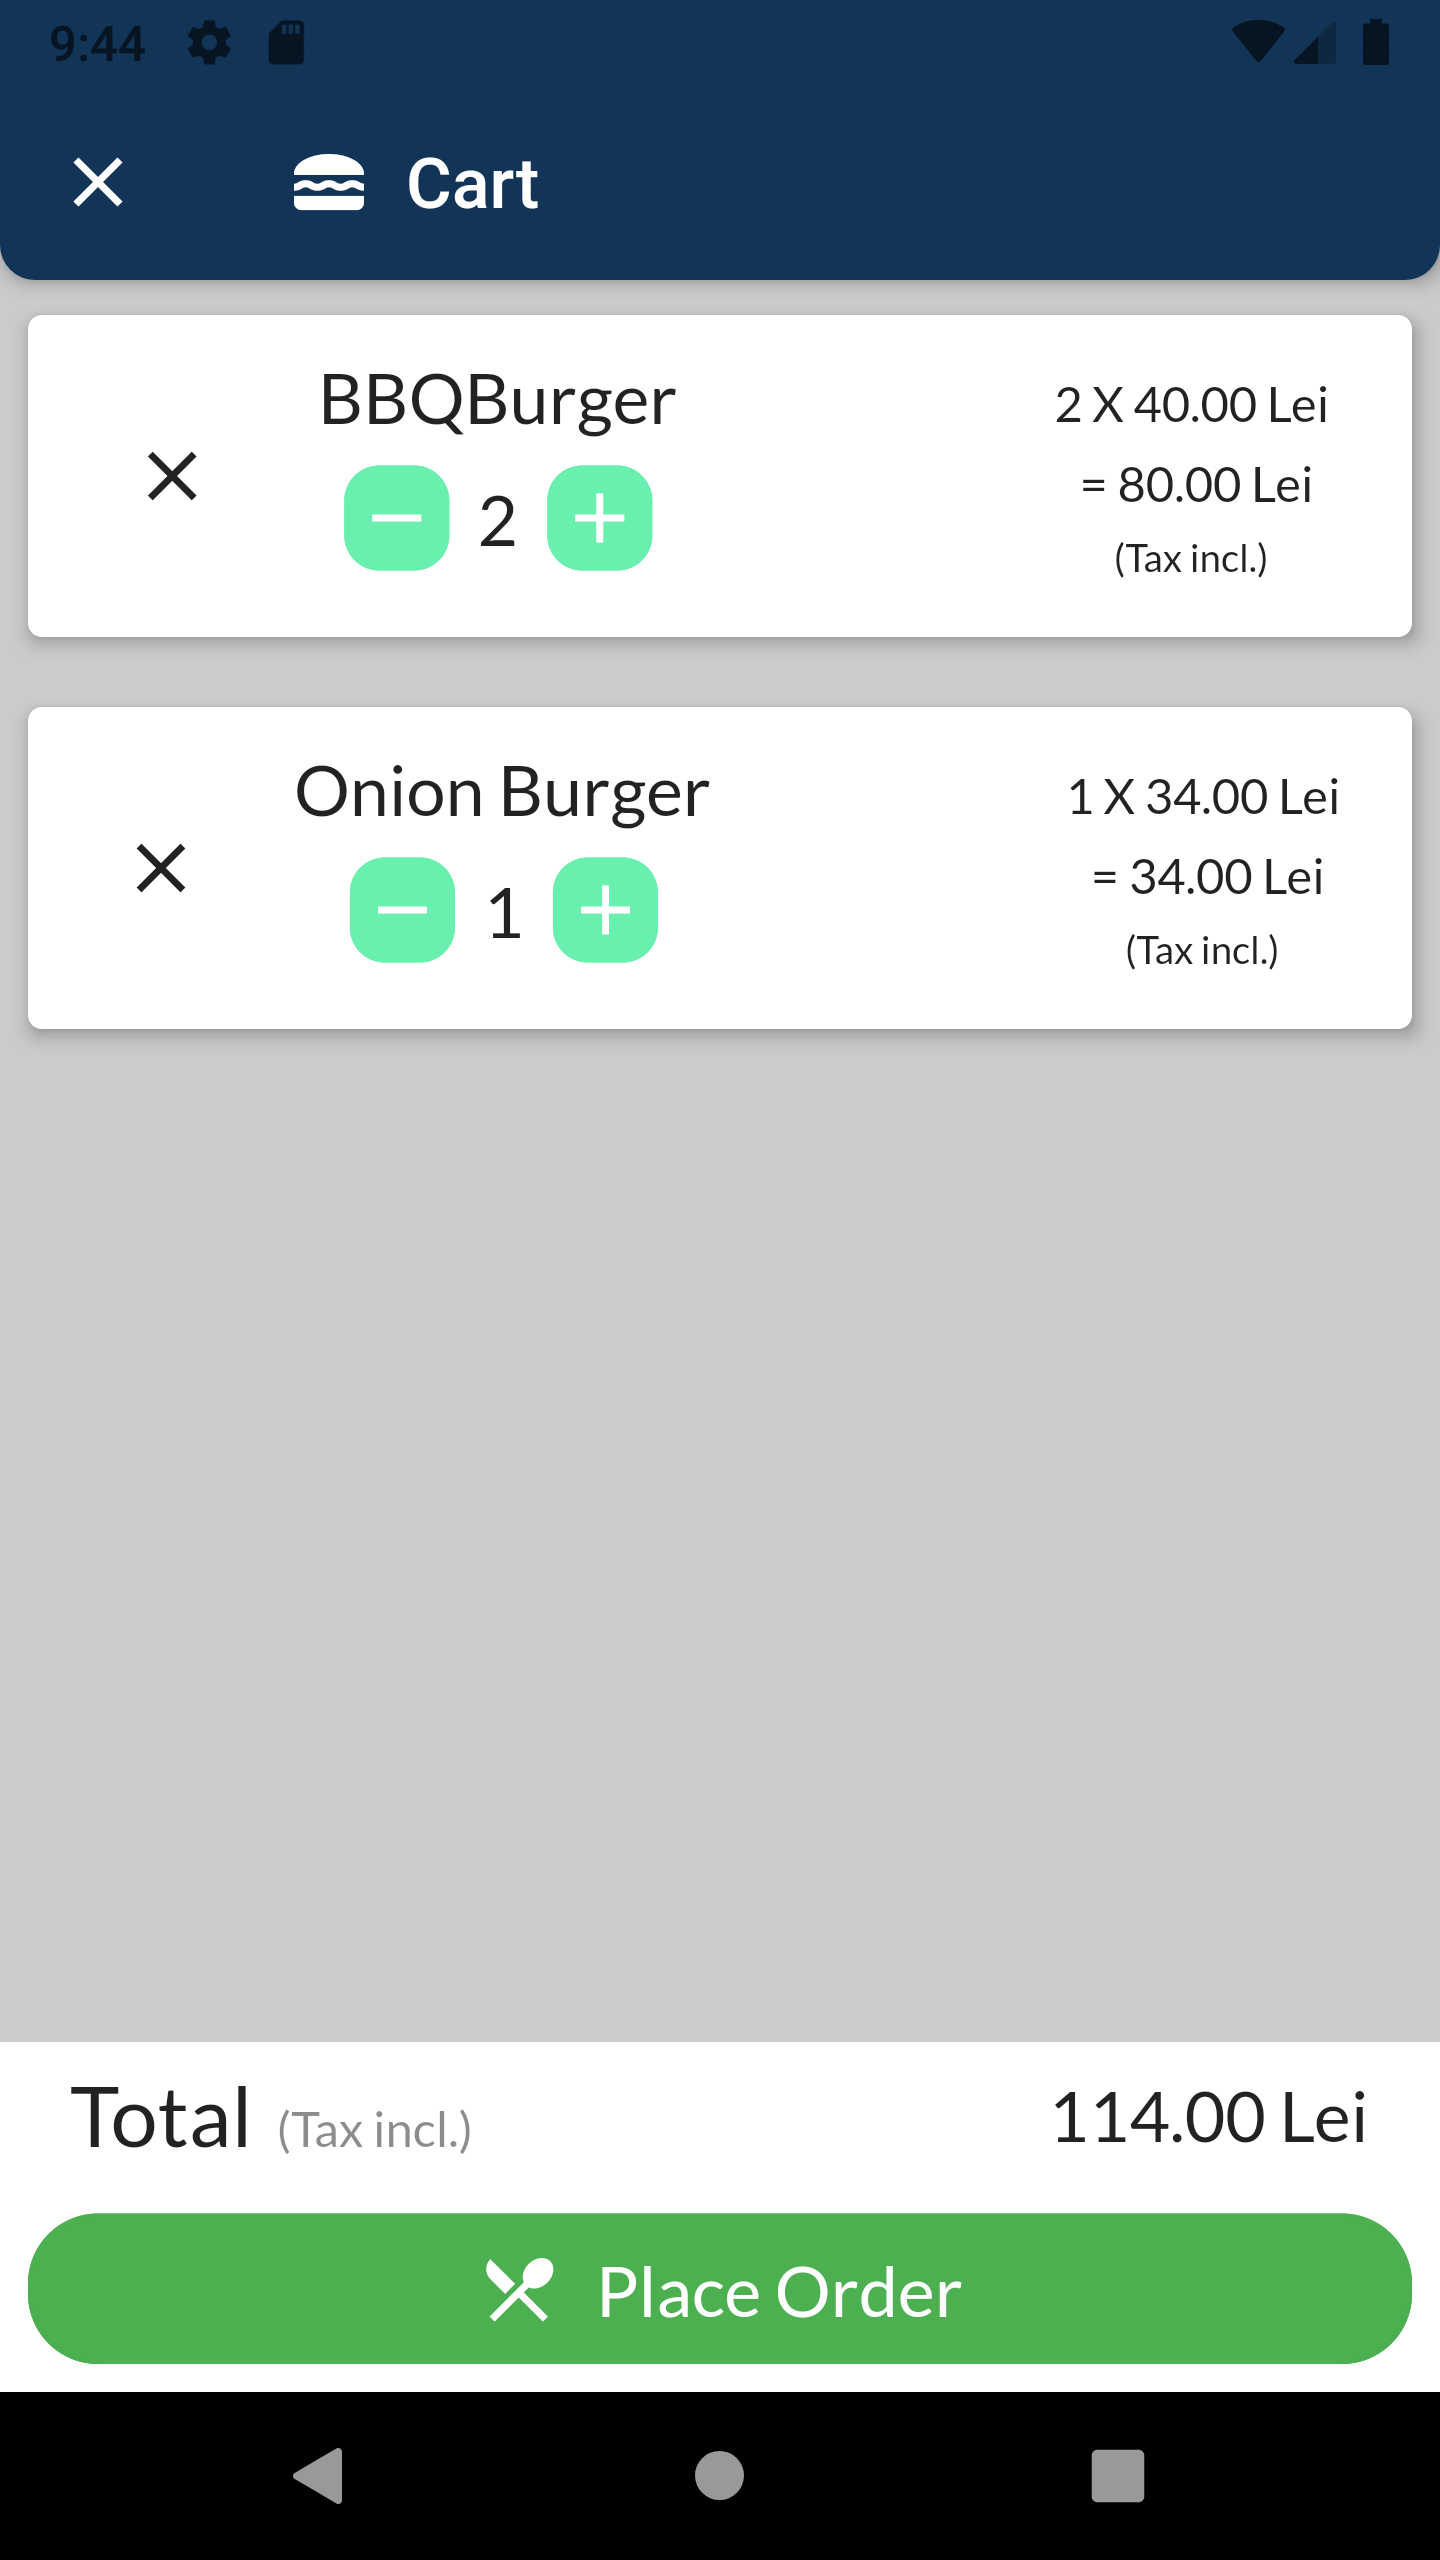 9:44
Cart
BBQBurger
2
2 X 40.00 Lei
= 80.00 Lei
(Tax incl.)
Onion Burger
1
1 X 34.00 Lei
= 34.00 Lei
(Tax incl.)
Total (Tax incl.) 114.00 Lei
Place Order